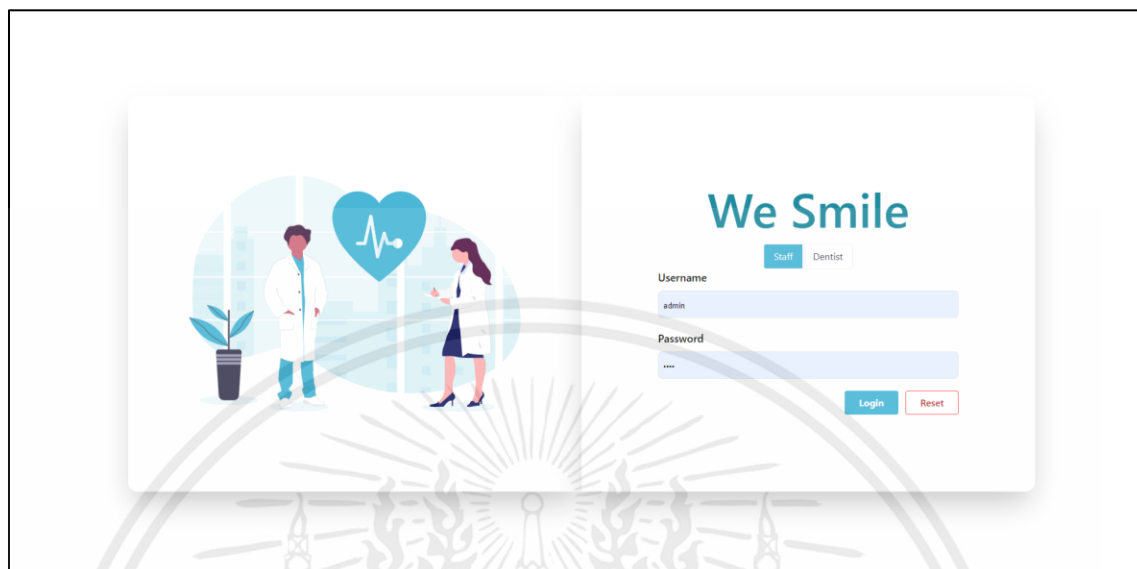 We Smile
Staff Dentist
Username
admin
Password
••••
Login Reset